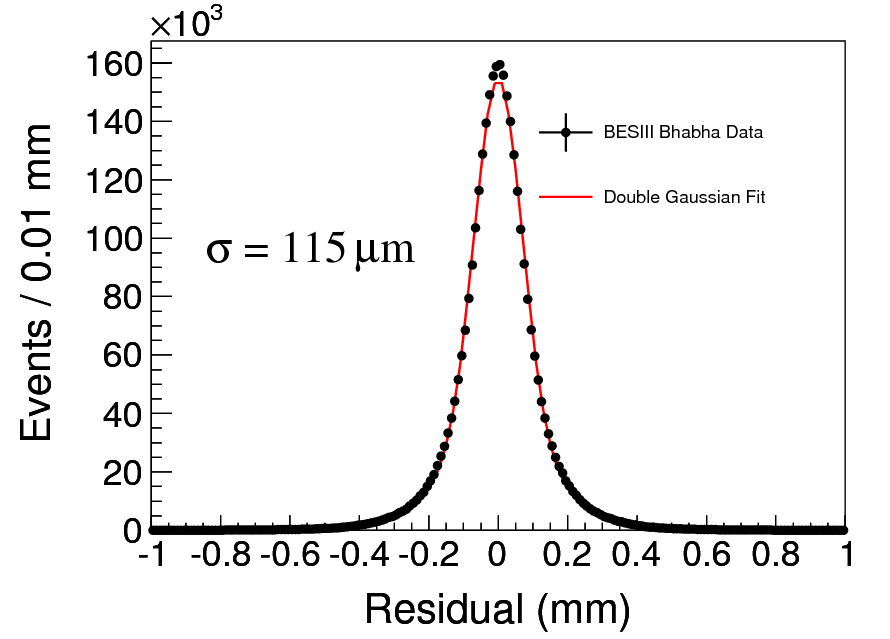 ×10³
160
140
120
100
80
60
40
20
0
Events / 0.01 mm
BESIII Bhabha Data
Double Gaussian Fit
σ = 115 μm
-1 -0.8 -0.6 -0.4 -0.2 0 0.2 0.4 0.6 0.8 1
Residual (mm)